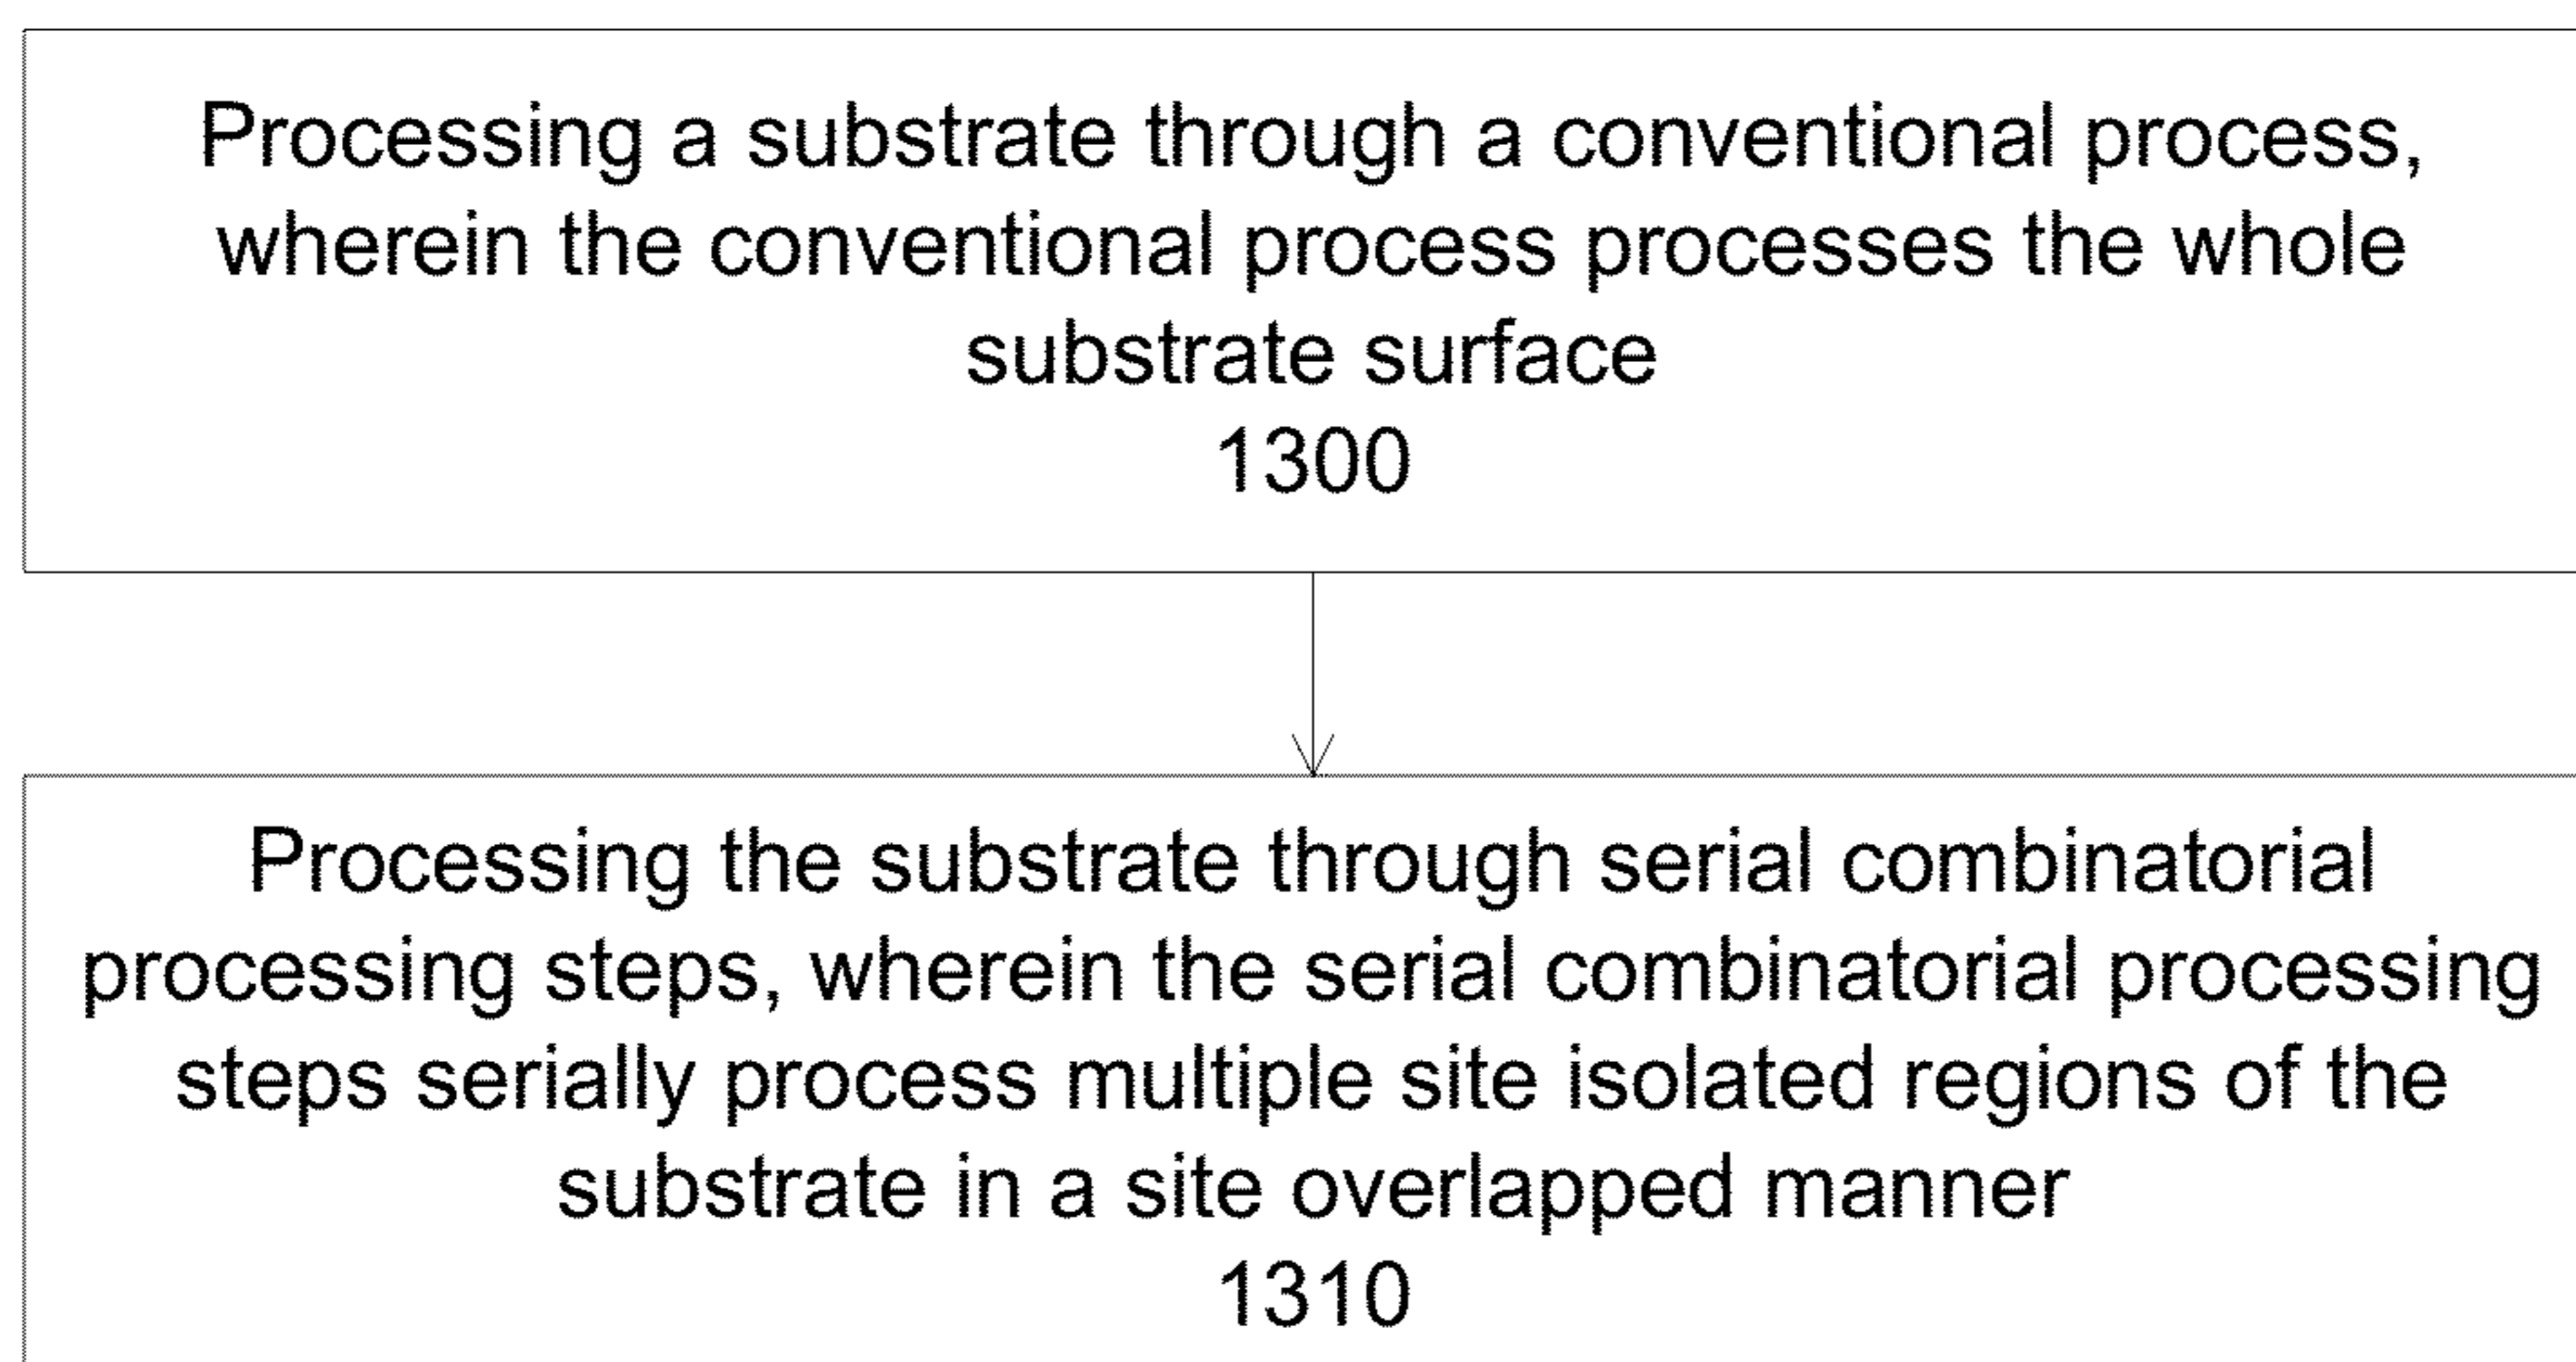 Processing a substrate through a conventional process,
wherein the conventional process processes the whole
substrate surface
1300
Processing the substrate through serial combinatorial
processing steps, wherein the serial combinatorial processing
steps serially process multiple site isolated regions of the
substrate in a site overlapped manner
1310